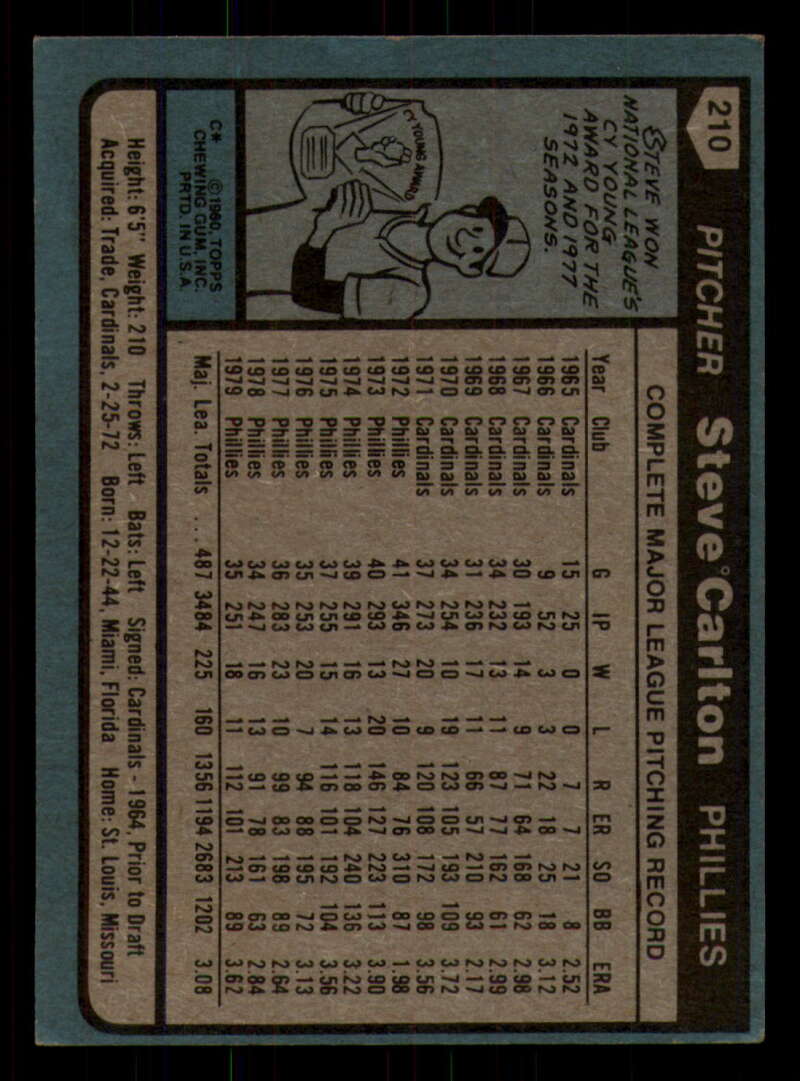 210 PITCHER Steve Carlton PHILLIES
STEVE WON
NATIONAL LEAGUE'S
CY YOUNG
AWARD FOR THE
1972 AND 1977
SEASONS.
CY YOUNG AWARD
C* © 1980, TOPPS
CHEWING GUM, INC.
PRTD. IN U.S.A.
COMPLETE MAJOR LEAGUE PITCHING RECORD
Year Club G IP W L R ER SO BB ERA
1965 Cardinals 15 25 0 0 7 7 21 8 2.52
1966 Cardinals 9 52 3 3 22 18 25 18 3.12
1967 Cardinals 30 193 14 9 71 64 168 62 2.98
1968 Cardinals 34 232 13 11 87 77 162 61 2.99
1969 Cardinals 31 236 17 11 66 57 210 93 2.17
1970 Cardinals 34 254 10 19 123 105 193 109 3.72
1971 Cardinals 37 273 20 9 120 108 172 98 3.56
1972 Phillies 41 346 27 10 84 76 310 87 1.98
1973 Phillies 40 293 13 20 146 127 223 113 3.90
1974 Phillies 39 291 16 13 118 104 240 136 3.22
1975 Phillies 37 255 15 14 116 101 192 104 3.56
1976 Phillies 35 253 20 7 94 88 195 72 3.13
1977 Phillies 36 283 23 10 99 83 198 89 2.64
1978 Phillies 34 247 16 13 91 78 161 63 2.84
1979 Phillies 35 251 18 11 112 101 213 89 3.62
Maj. Lea. Totals . . . 487 3484 225 160 1356 1194 2683 1202 3.08
Height: 6'5" Weight: 210 Throws: Left Bats: Left Signed: Cardinals - 1964, Prior to Draft
Acquired: Trade, Cardinals, 2-25-72 Born: 12-22-44, Miami, Florida Home: St. Louis, Missouri